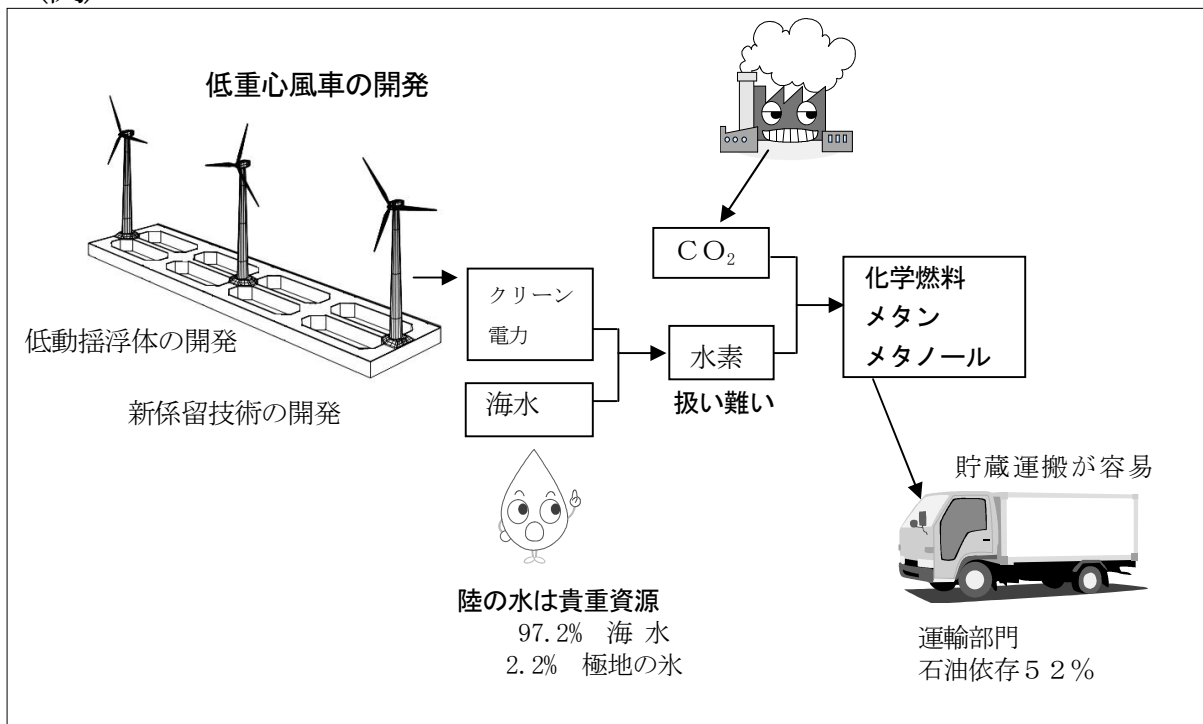 (例)
低重心風車の開発
低動揺浮体の開発
新係留技術の開発
クリーン
電力
海水
CO₂
水素
扱い難い
化学燃料
メタン
メタノール
貯蔵運搬が容易
陸の水は貴重資源
97.2% 海 水
2.2% 極地の氷
運輸部門
石油依存５２％